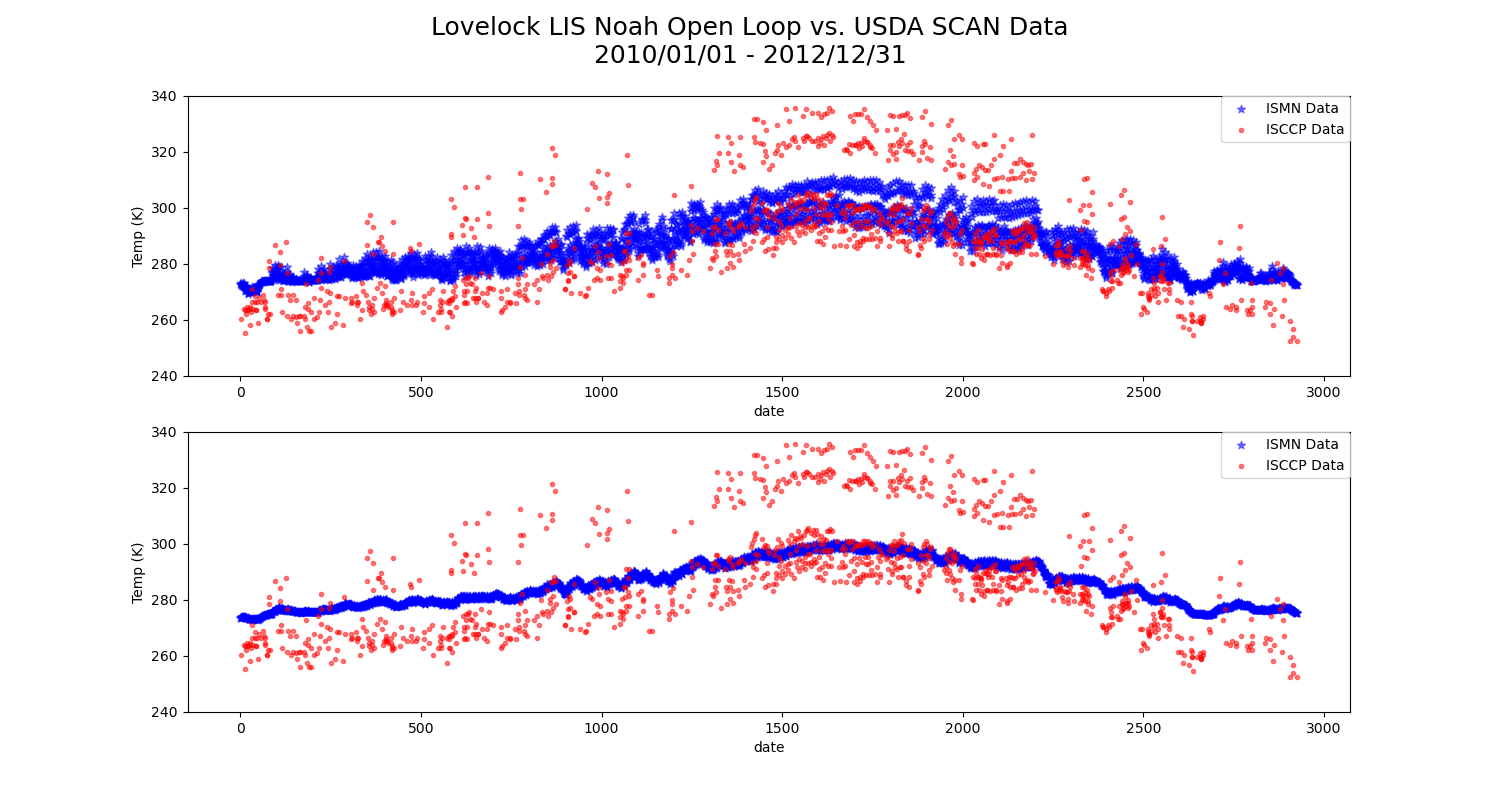 Lovelock LIS Noah Open Loop vs. USDA SCAN Data
2010/01/01 - 2012/12/31
340
320
300
280
260
240
Temp (K)
ISMN Data
ISCCP Data
0 500 1000 1500 2000 2500 3000
date
340
320
300
280
260
240
Temp (K)
ISMN Data
ISCCP Data
0 500 1000 1500 2000 2500 3000
date